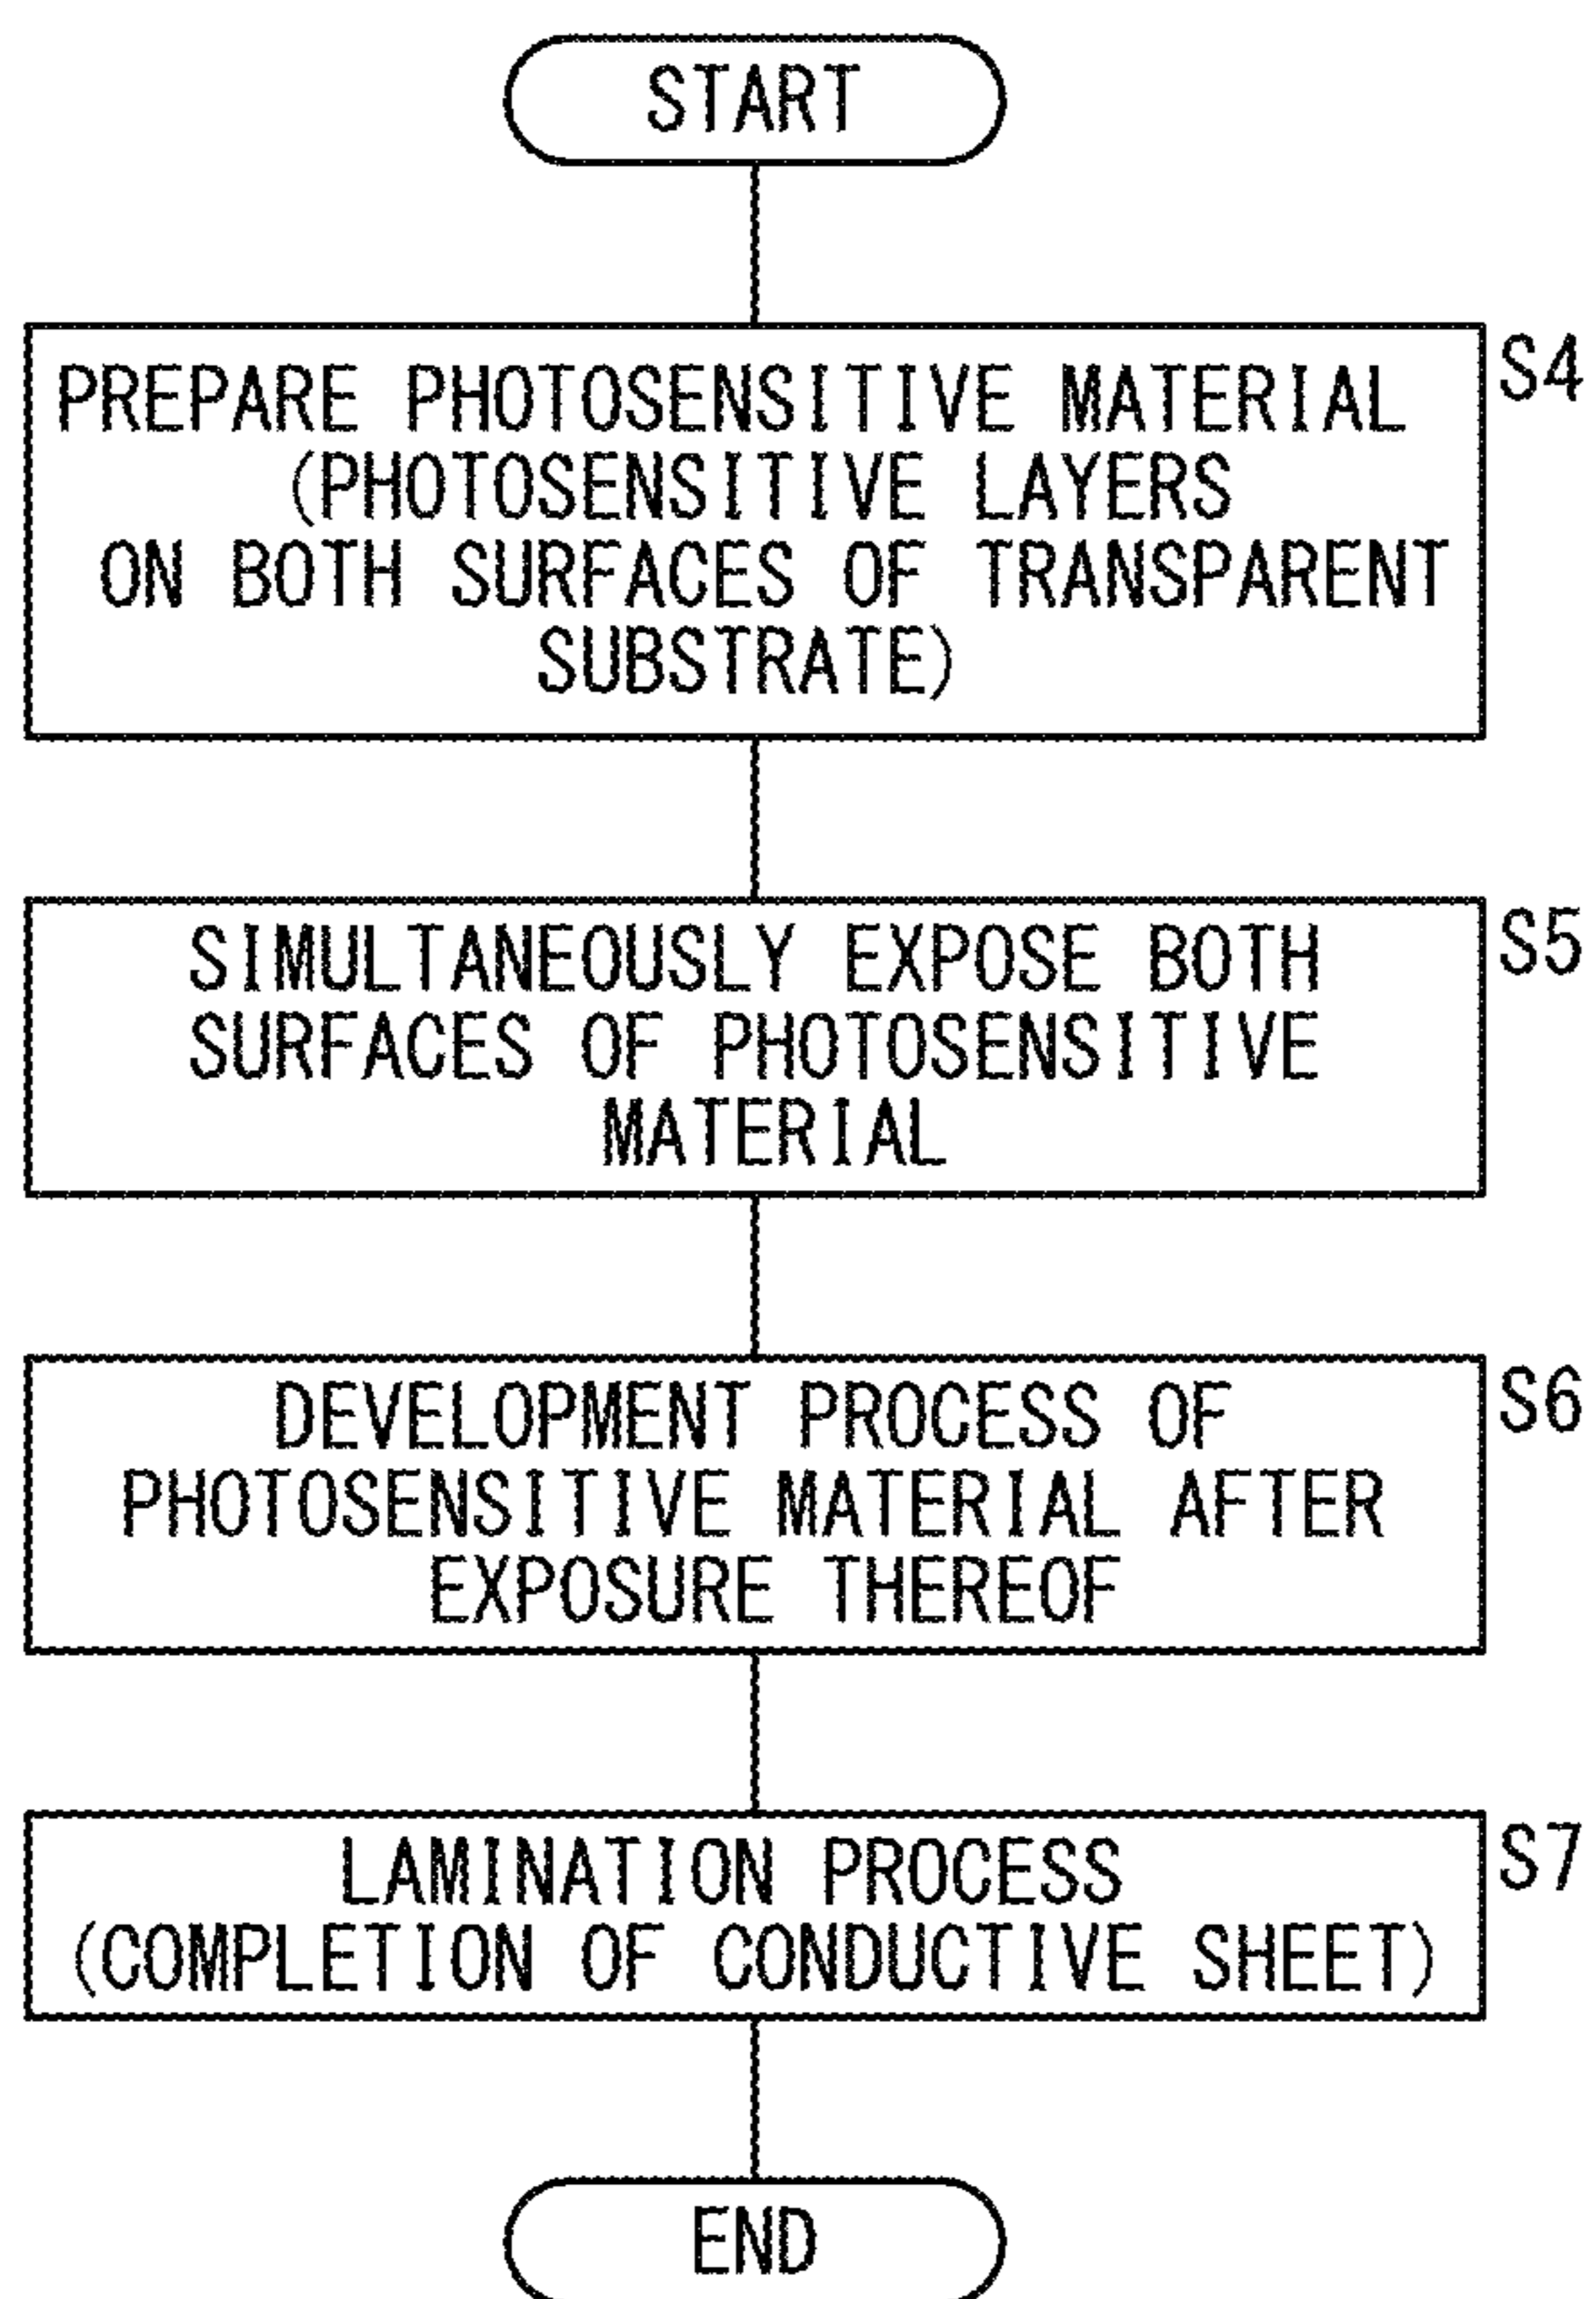 START
S4
PREPARE PHOTOSENSITIVE MATERIAL
(PHOTOSENSITIVE LAYERS
ON BOTH SURFACES OF TRANSPARENT
SUBSTRATE)
S5
SIMULTANEOUSLY EXPOSE BOTH
SURFACES OF PHOTOSENSITIVE
MATERIAL
S6
DEVELOPMENT PROCESS OF
PHOTOSENSITIVE MATERIAL AFTER
EXPOSURE THEREOF
S7
LAMINATION PROCESS
(COMPLETION OF CONDUCTIVE SHEET)
END